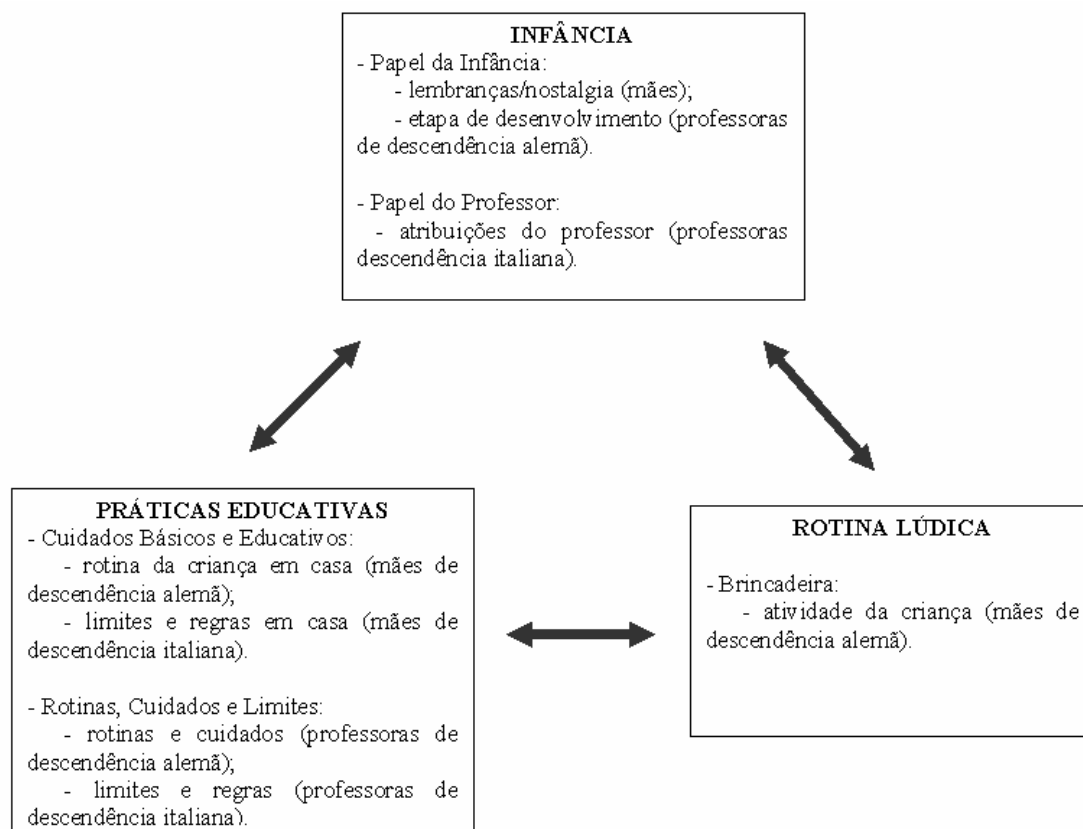 INFÂNCIA
- Papel da Infância:
- lembranças/nostalgia (mães);
- etapa de desenvolvimento (professoras
de descendência alemã).
- Papel do Professor:
- atribuições do professor (professoras
descendência italiana).
PRÁTICAS EDUCATIVAS
- Cuidados Básicos e Educativos:
- rotina da criança em casa (mães de
descendência alemã);
- limites e regras em casa (mães de
descendência italiana).
- Rotinas, Cuidados e Limites:
- rotinas e cuidados (professoras de
descendência alemã);
- limites e regras (professoras de
descendência italiana).
ROTINA LÚDICA
- Brincadeira:
- atividade da criança (mães de
descendência alemã).